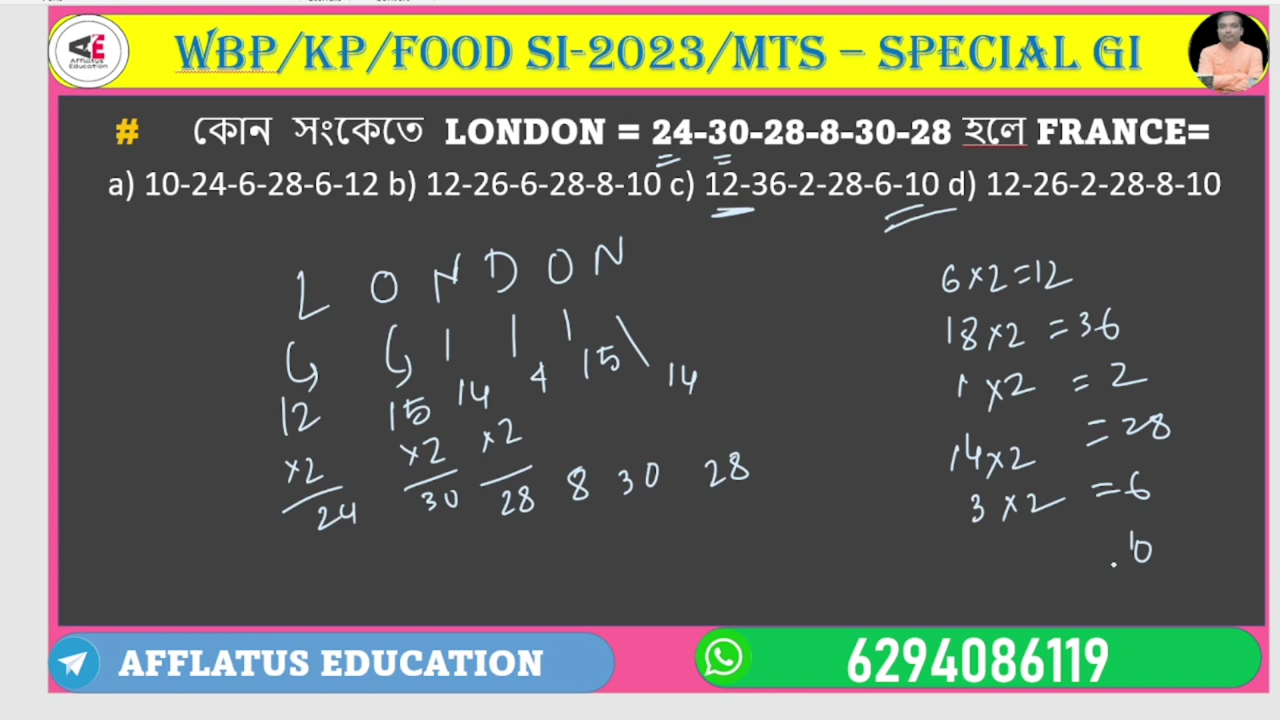 AE
Afflatus
Education
WBP/KP/FOOD SI-2023/MTS – SPECIAL GI
# কোন সংকেতে LONDON = 24-30-28-8-30-28 হলে FRANCE=
a) 10-24-6-28-6-12 b) 12-26-6-28-8-10 c) 12-36-2-28-6-10 d) 12-26-2-28-8-10
L O N D O N
12 15 14 4 15 14
×2 ×2 ×2
24 30 28 8 30 28
6×2=12
18×2=36
1×2=2
14×2=28
3×2=6
10
AFFLATUS EDUCATION
6294086119